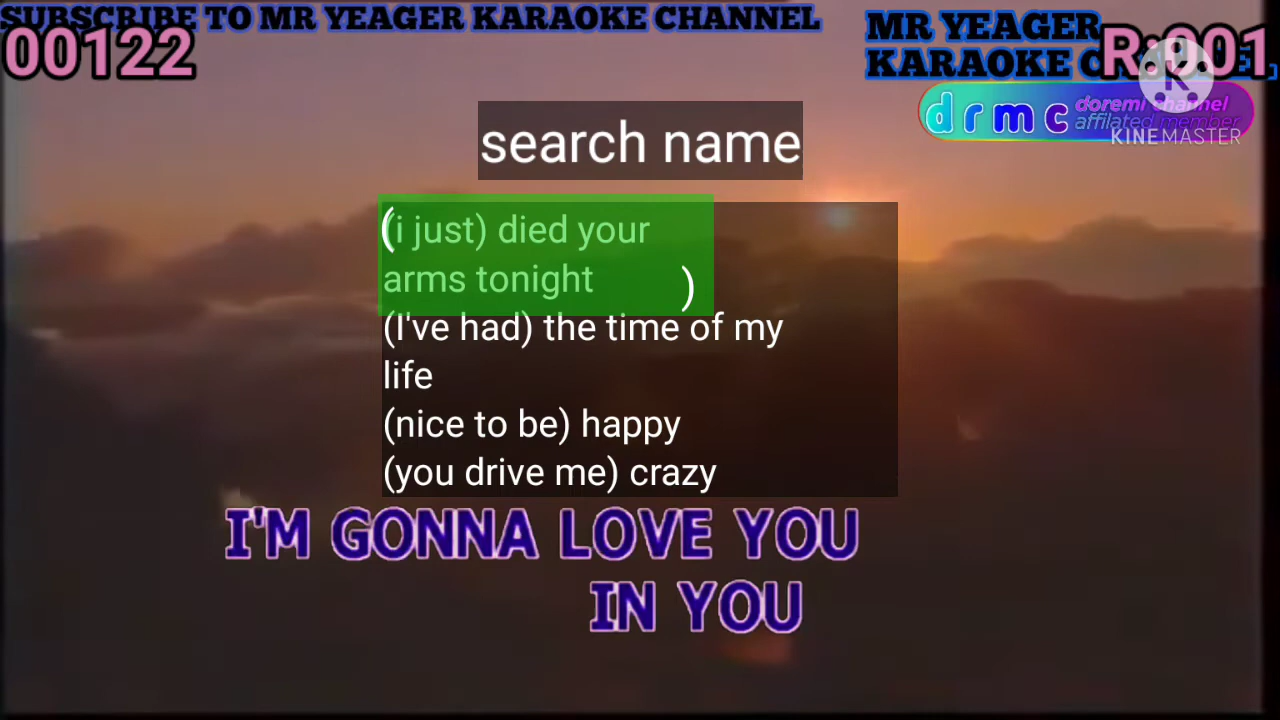 SUBSCRIBE TO MR YEAGER KARAOKE CHANNEL
00122
MR YEAGER
KARAOKE
R:001
d r m c
doremi channel
affilated member
KINEMASTER
search name
(
(i just) died your
arms tonight
)
(I've had) the time of my
life
(nice to be) happy
(you drive me) crazy
I'M GONNA LOVE YOU
IN YOU